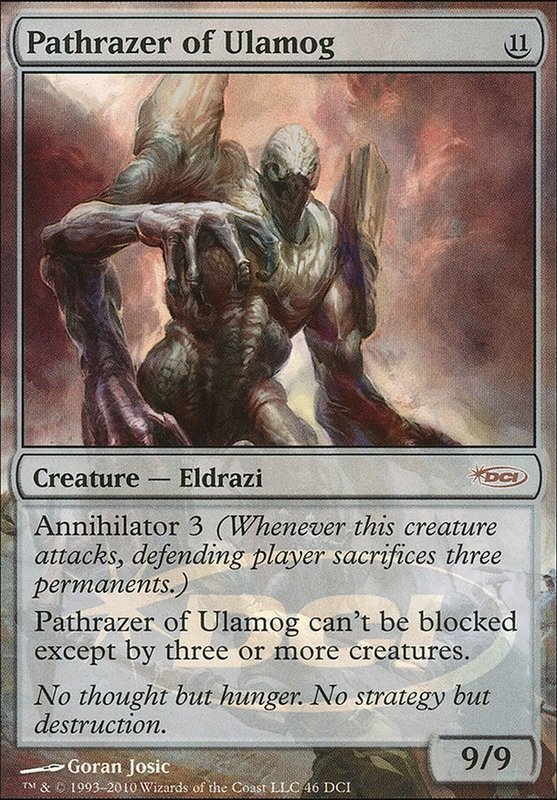 Pathrazer of Ulamog 11
Creature — Eldrazi DCI
Annihilator 3 (Whenever this creature
attacks, defending player sacrifices three
permanents.)
DCI
Pathrazer of Ulamog can't be blocked
except by three or more creatures.
No thought but hunger. No strategy but
destruction.
9/9
Goran Josic
™ & © 1993–2010 Wizards of the Coast LLC 46 DCI